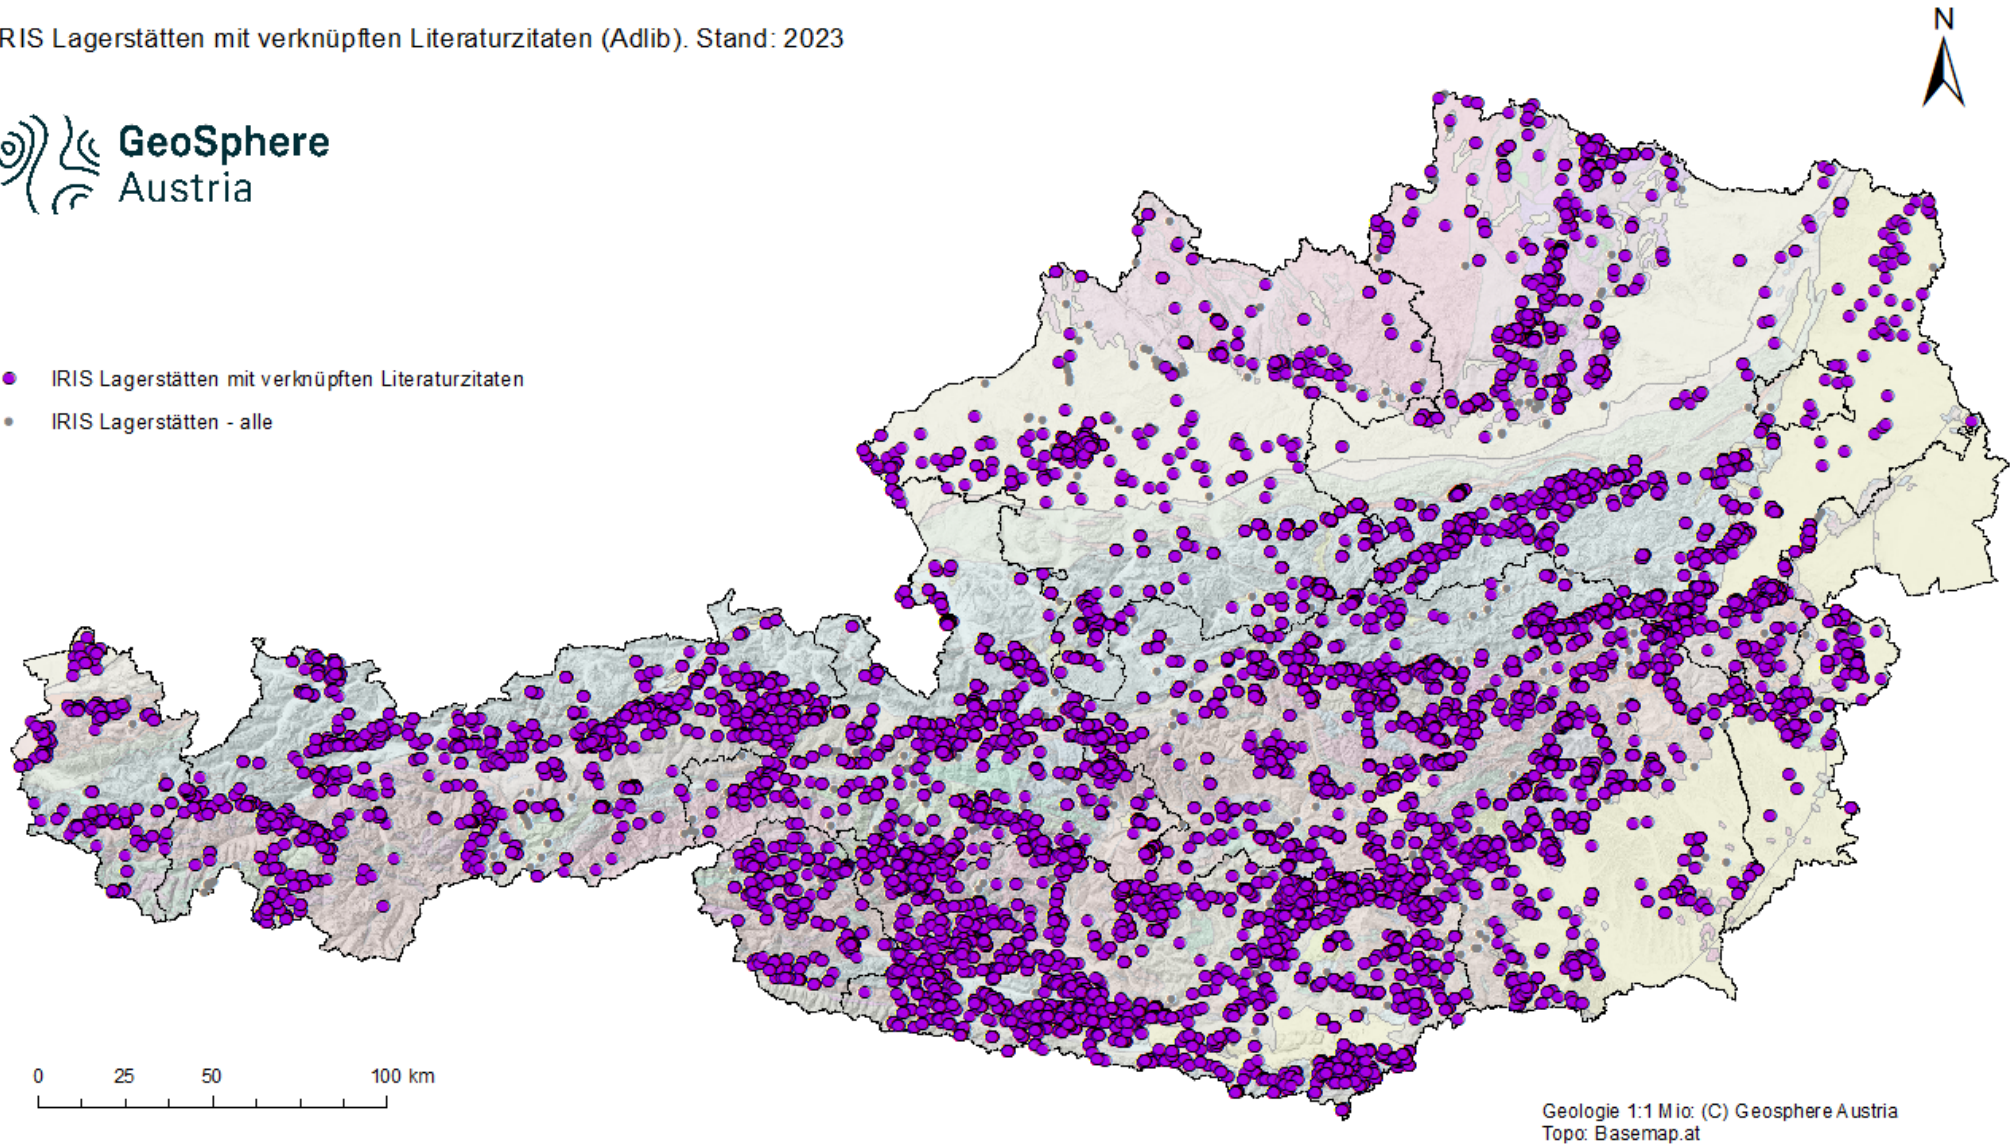 RIS Lagerstätten mit verknüpften Literaturzitaten (Adlib). Stand: 2023
N
GeoSphere
Austria
IRIS Lagerstätten mit verknüpften Literaturzitaten
IRIS Lagerstätten - alle
0 25 50 100 km
Geologie 1:1 Mio: (C) Geosphere Austria
Topo: Basemap.at